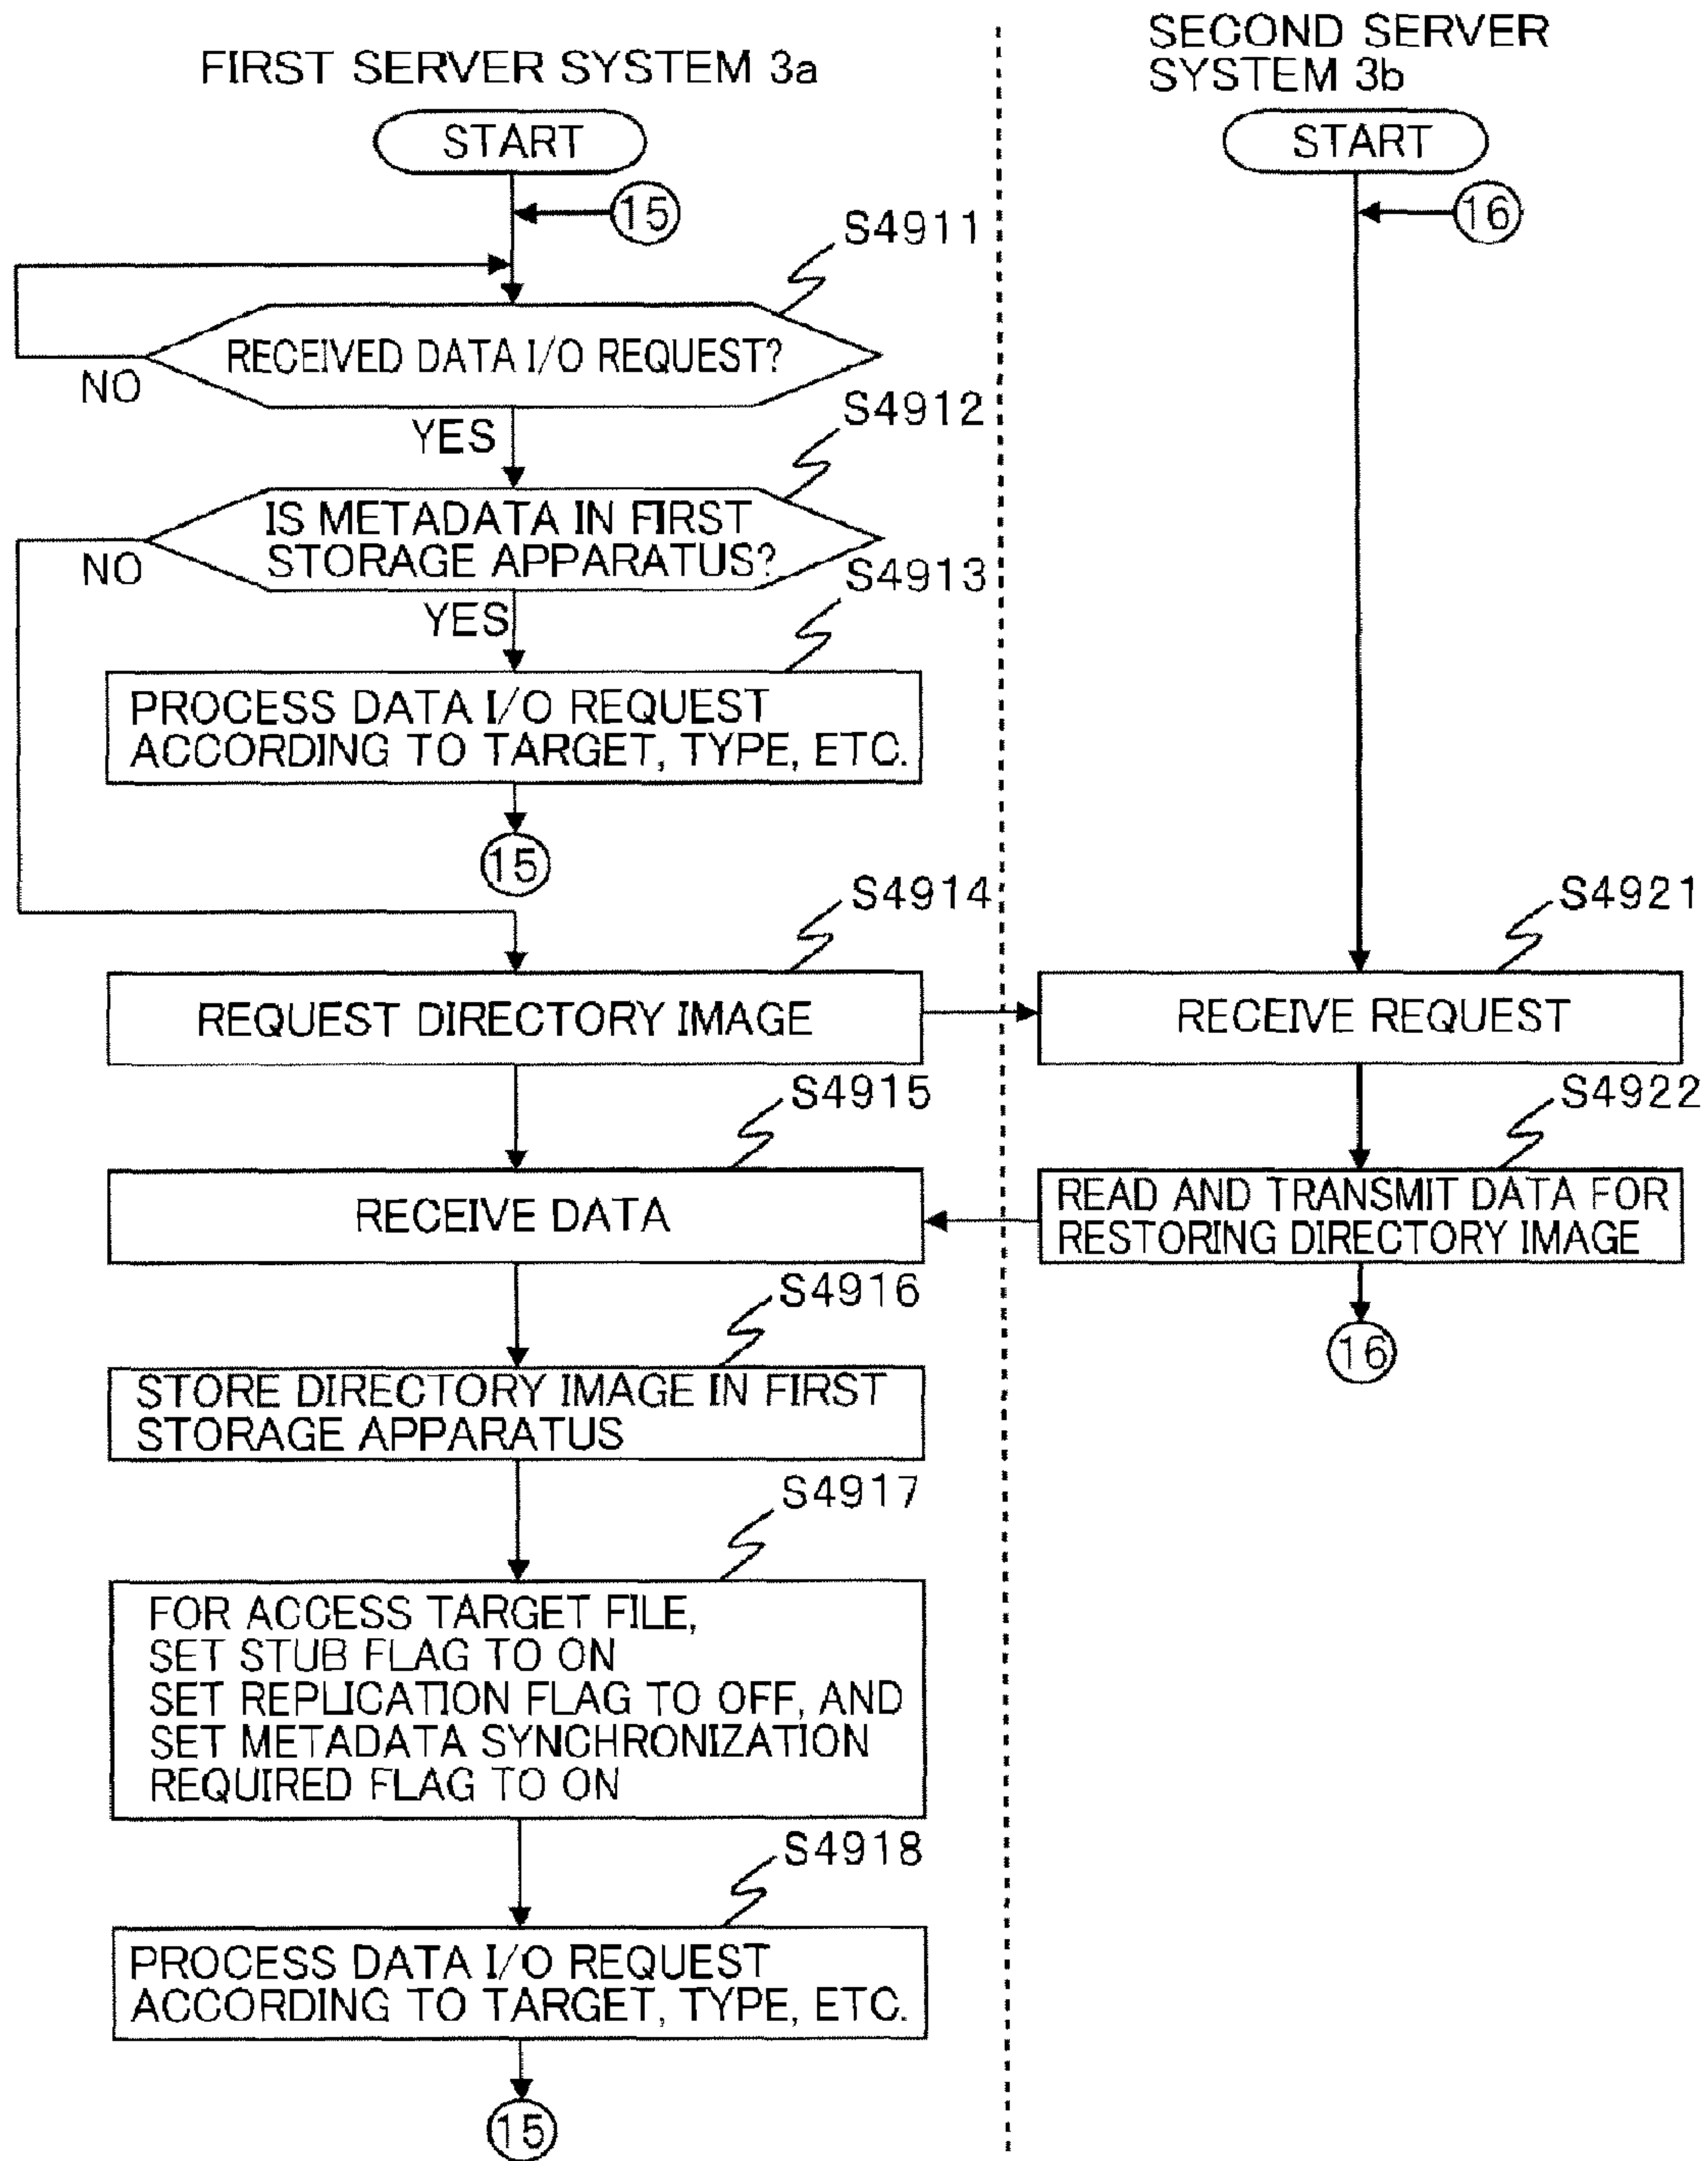 FIRST SERVER SYSTEM 3a
SECOND SERVER
SYSTEM 3b
START
START
15
16
S4911
RECEIVED DATA I/O REQUEST?
NO
YES
S4912
IS METADATA IN FIRST
STORAGE APPARATUS?
NO
YES
S4913
PROCESS DATA I/O REQUEST
ACCORDING TO TARGET, TYPE, ETC.
15
S4914
S4921
REQUEST DIRECTORY IMAGE
RECEIVE REQUEST
S4915
S4922
RECEIVE DATA
READ AND TRANSMIT DATA FOR
RESTORING DIRECTORY IMAGE
S4916
16
STORE DIRECTORY IMAGE IN FIRST
STORAGE APPARATUS
S4917
FOR ACCESS TARGET FILE,
SET STUB FLAG TO ON
SET REPLICATION FLAG TO OFF, AND
SET METADATA SYNCHRONIZATION
REQUIRED FLAG TO ON
S4918
PROCESS DATA I/O REQUEST
ACCORDING TO TARGET, TYPE, ETC.
15